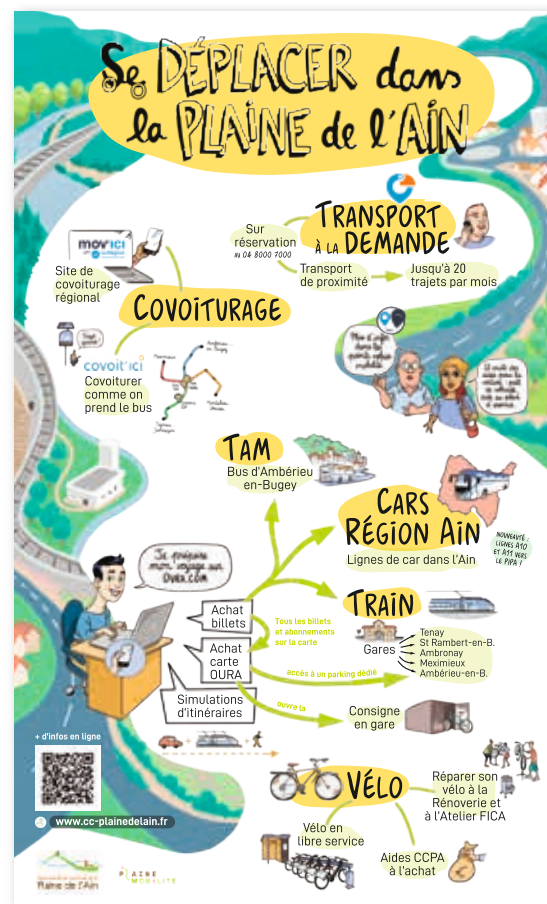 Se DÉPLACER dans
la PLAINE de l'AIN
TRANSPORT
À LA DEMANDE
Sur
réservation
au 04 8000 7000
Transport
de proximité
Jusqu'à 20
trajets par mois
mov'ici
Site de
covoiturage
régional
COVOITURAGE
covoit'ici
Covoiturer
comme on
prend le bus
TAM
Bus d'Ambérieu
en-Bugey
CARS
RÉGION AIN
Lignes de car dans l'Ain
NOUVEAUTÉ :
LIGNES A10
ET A11 VERS
LE PIPA !
Je prépare
mon voyage sur
OURA.COM
TRAIN
Achat
billets
Tous les billets
et abonnements
sur la carte
Achat
carte
OURA
Gares
Tenay
St Rambert-en-B.
Ambronay
Meximieux
Ambérieu-en-B.
accès à un parking dédié
Simulations
d'itinéraires
ouvre la
Consigne
en gare
+ d'infos en ligne
www.cc-plainedelain.fr
VÉLO
Réparer son
vélo à la
Rénoverie et
à l'Atelier FICA
Vélo en
libre service
Aides CCPA
à l'achat
Plaine de l'Ain
PLAINE
MOBILITÉ